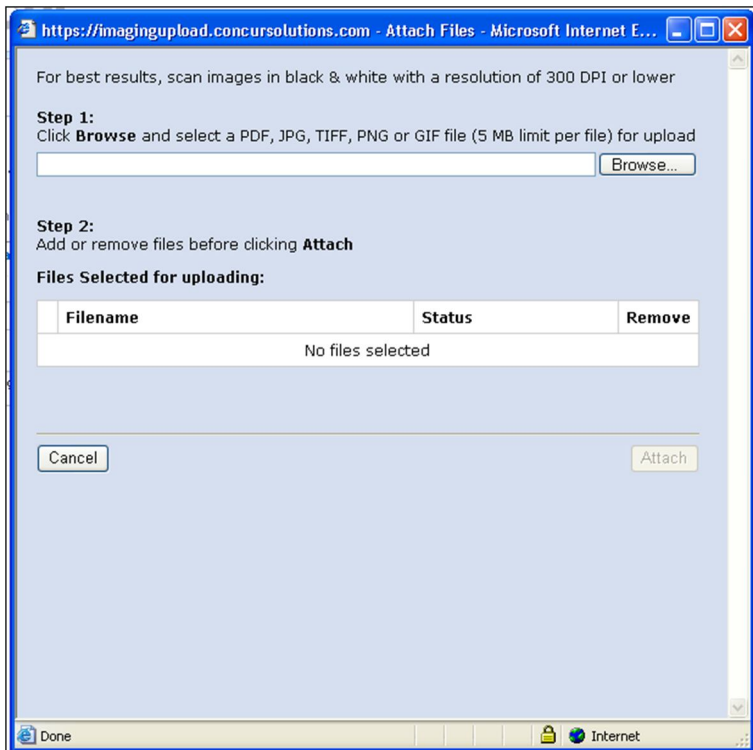 https://imagingupload.concursolutions.com - Attach Files - Microsoft Internet E...
For best results, scan images in black & white with a resolution of 300 DPI or lower
Step 1:
Click Browse and select a PDF, JPG, TIFF, PNG or GIF file (5 MB limit per file) for upload
Browse...
Step 2:
Add or remove files before clicking Attach
Files Selected for uploading:
Filename Status Remove
No files selected
Cancel Attach
Done Internet